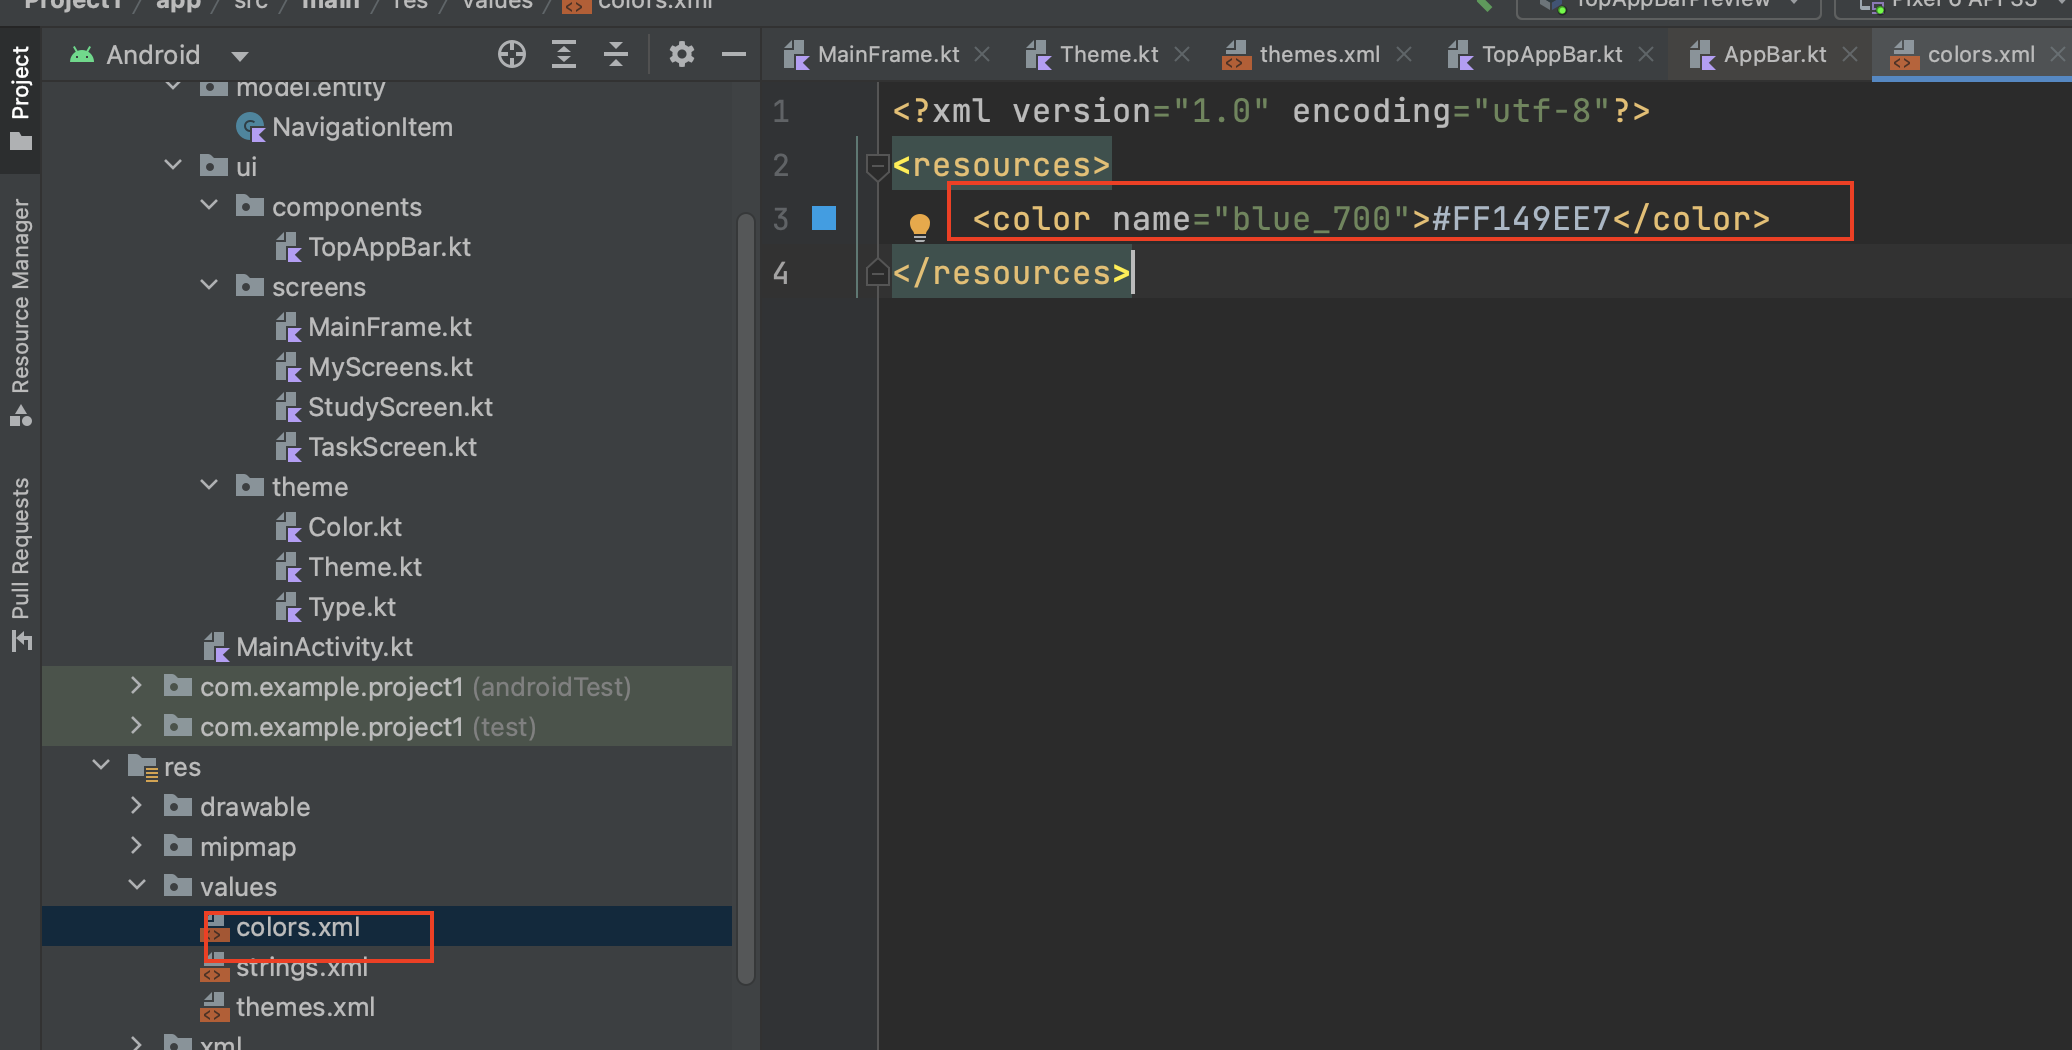 Project1 / app / src / main / res / values / colors.xml
TopAppBarPreview
Pixel 6 API 33
Project
Resource Manager
Pull Requests
Android
model.entity
NavigationItem
ui
components
TopAppBar.kt
screens
MainFrame.kt
MyScreens.kt
StudyScreen.kt
TaskScreen.kt
theme
Color.kt
Theme.kt
Type.kt
MainActivity.kt
com.example.project1 (androidTest)
com.example.project1 (test)
res
drawable
mipmap
values
colors.xml
strings.xml
themes.xml
xml
MainFrame.kt
Theme.kt
themes.xml
TopAppBar.kt
AppBar.kt
colors.xml
1 <?xml version="1.0" encoding="utf-8"?>
2 <resources>
3 <color name="blue_700">#FF149EE7</color>
4 </resources>